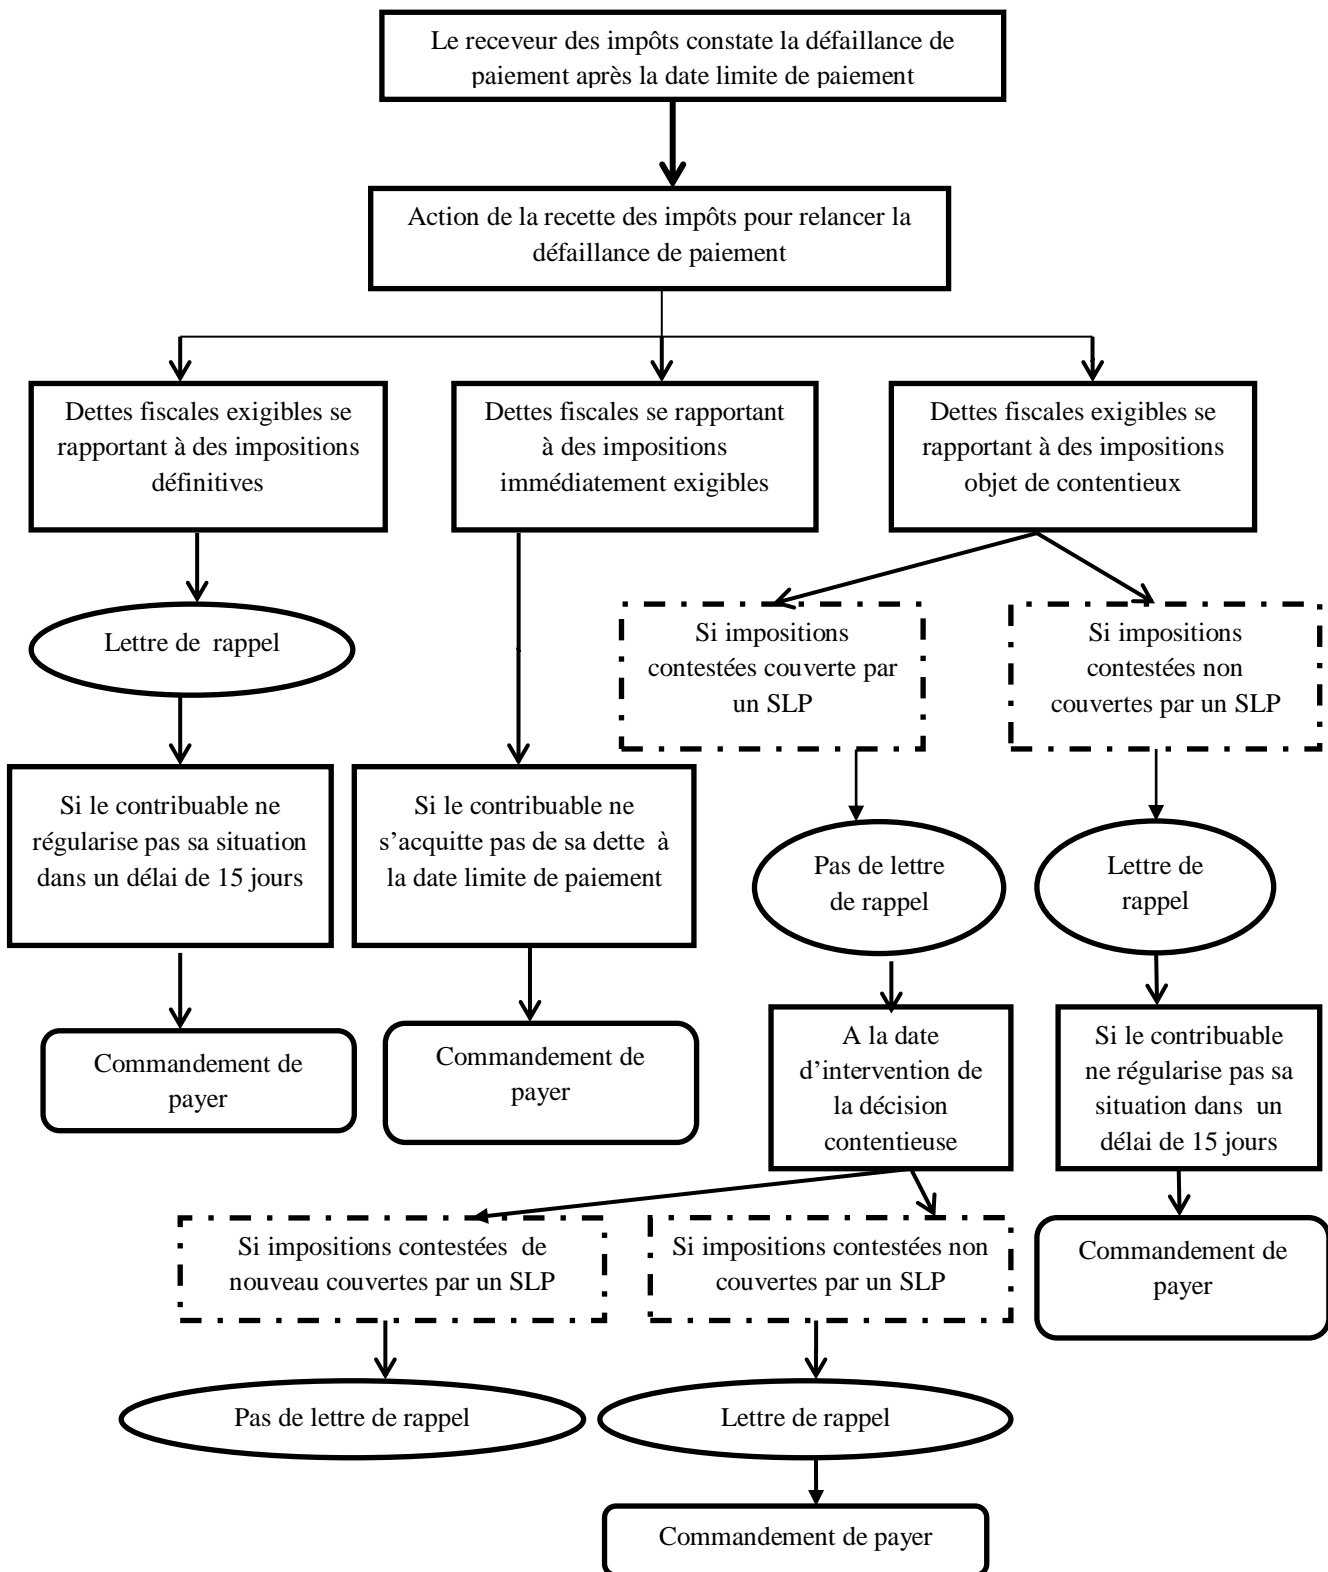 Le receveur des impôts constate la défaillance de
paiement après la date limite de paiement
Action de la recette des impôts pour relancer la
défaillance de paiement
Dettes fiscales exigibles se
rapportant à des impositions
définitives
Dettes fiscales se rapportant
à des impositions
immédiatement exigibles
Dettes fiscales exigibles se
rapportant à des impositions
objet de contentieux
Lettre de rappel
Si impositions
contestées couverte par
un SLP
Si impositions
contestées non
couvertes par un SLP
Si le contribuable ne
régularise pas sa situation
dans un délai de 15 jours
Si le contribuable ne
s’acquitte pas de sa dette à
la date limite de paiement
Pas de lettre
de rappel
Lettre de
rappel
Commandement de
payer
Commandement de
payer
A la date
d’intervention de
la décision
contentieuse
Si le contribuable
ne régularise pas sa
situation dans un
délai de 15 jours
Si impositions contestées de
nouveau couvertes par un SLP
Si impositions contestées non
couvertes par un SLP
Commandement de
payer
Pas de lettre de rappel
Lettre de rappel
Commandement de payer